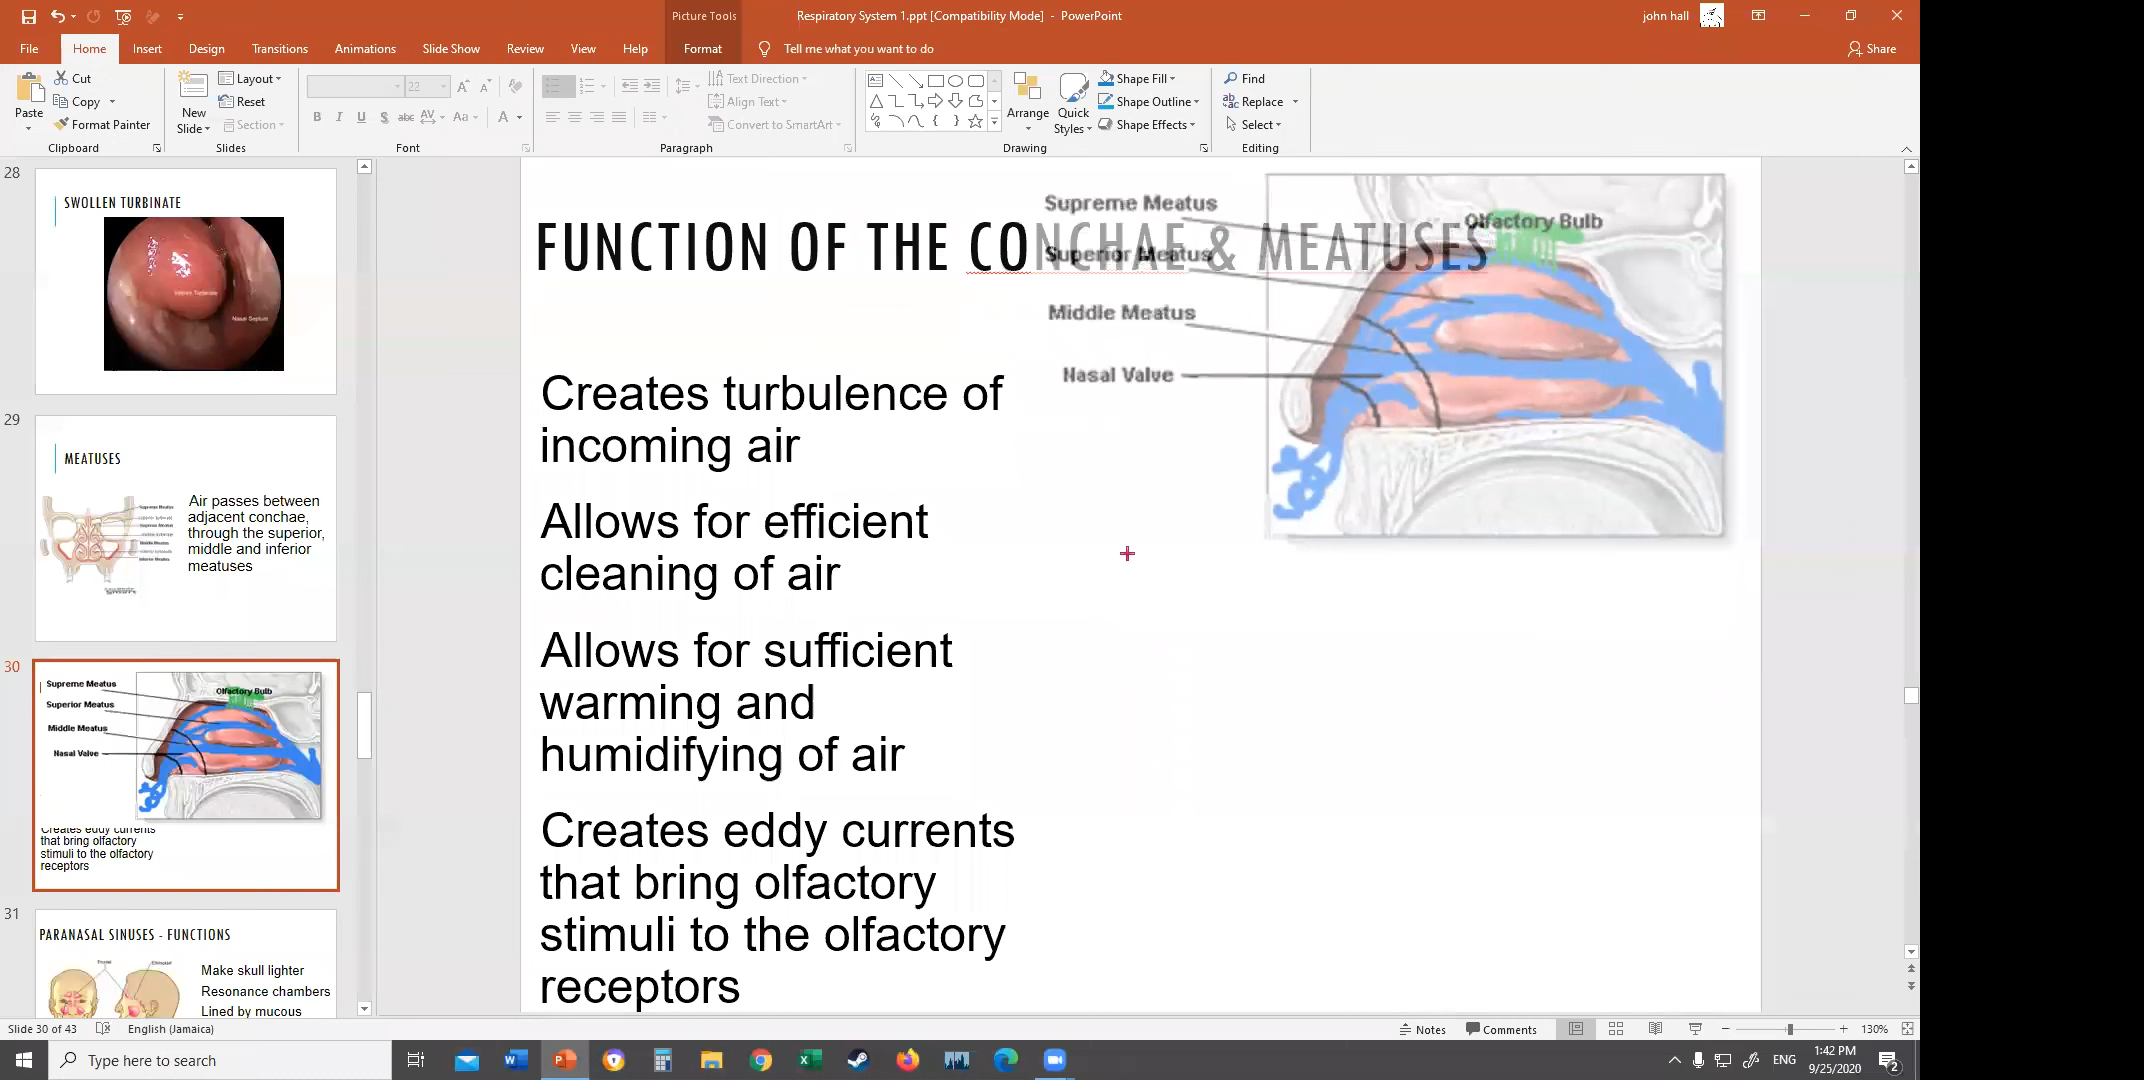 Picture Tools
Respiratory System 1.ppt [Compatibility Mode] - PowerPoint
john hall
File Home Insert Design Transitions Animations Slide Show Review View Help Format Tell me what you want to do Share
Cut
Copy
Format Painter
Paste
Clipboard
New Slide
Layout
Reset
Section
Slides
22
B I U S abc AV Aa A
Font
Text Direction
Align Text
Convert to SmartArt
Paragraph
Arrange
Quick Styles
Shape Fill
Shape Outline
Shape Effects
Drawing
Find
Replace
Select
Editing
28
SWOLLEN TURBINATE
Nasal Septum
29
MEATUSES
Air passes between
adjacent conchae,
through the superior,
middle and inferior
meatuses
30
Supreme Meatus
Olfactory Bulb
Superior Meatus
Middle Meatus
Nasal Valve
Creates eddy currents
that bring olfactory
stimuli to the olfactory
receptors
31
PARANASAL SINUSES - FUNCTIONS
Make skull lighter
Resonance chambers
Lined by mucous
FUNCTION OF THE CONCHAE & MEATUSES
Supreme Meatus
Olfactory Bulb
Superior Meatus
Middle Meatus
Nasal Valve
Creates turbulence of
incoming air
Allows for efficient
cleaning of air
Allows for sufficient
warming and
humidifying of air
Creates eddy currents
that bring olfactory
stimuli to the olfactory
receptors
Slide 30 of 43
English (Jamaica)
Notes
Comments
130%
Type here to search
ENG
1:42 PM
9/25/2020
2